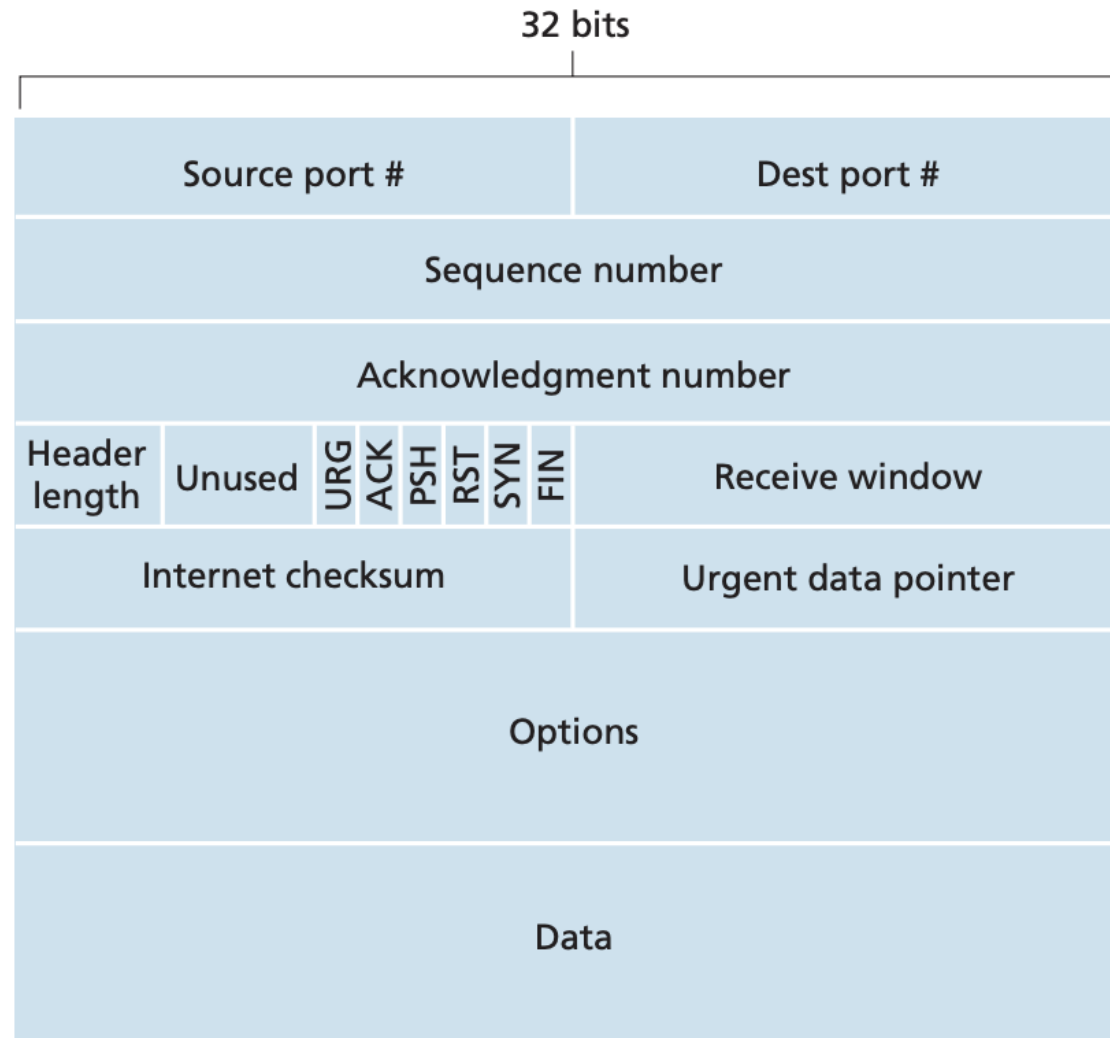 32 bits
Source port #
Dest port #
Sequence number
Acknowledgment number
Header
length
Unused
URG
ACK
PSH
RST
SYN
FIN
Receive window
Internet checksum
Urgent data pointer
Options
Data